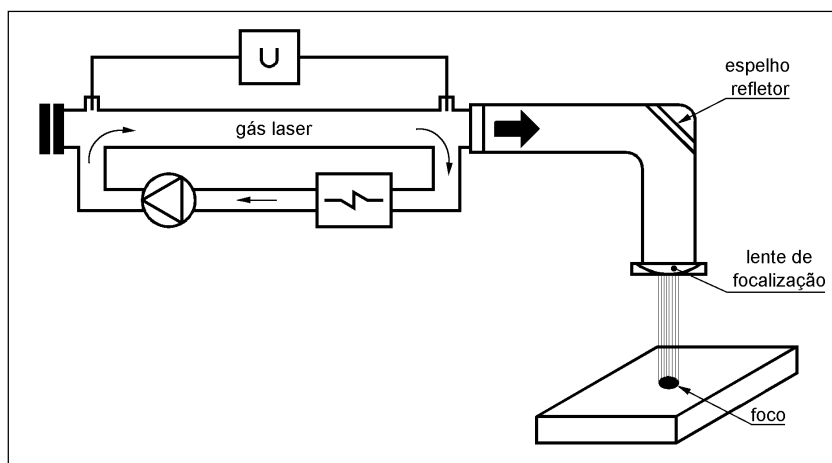 U
gás laser
espelho
refletor
lente de
focalização
foco